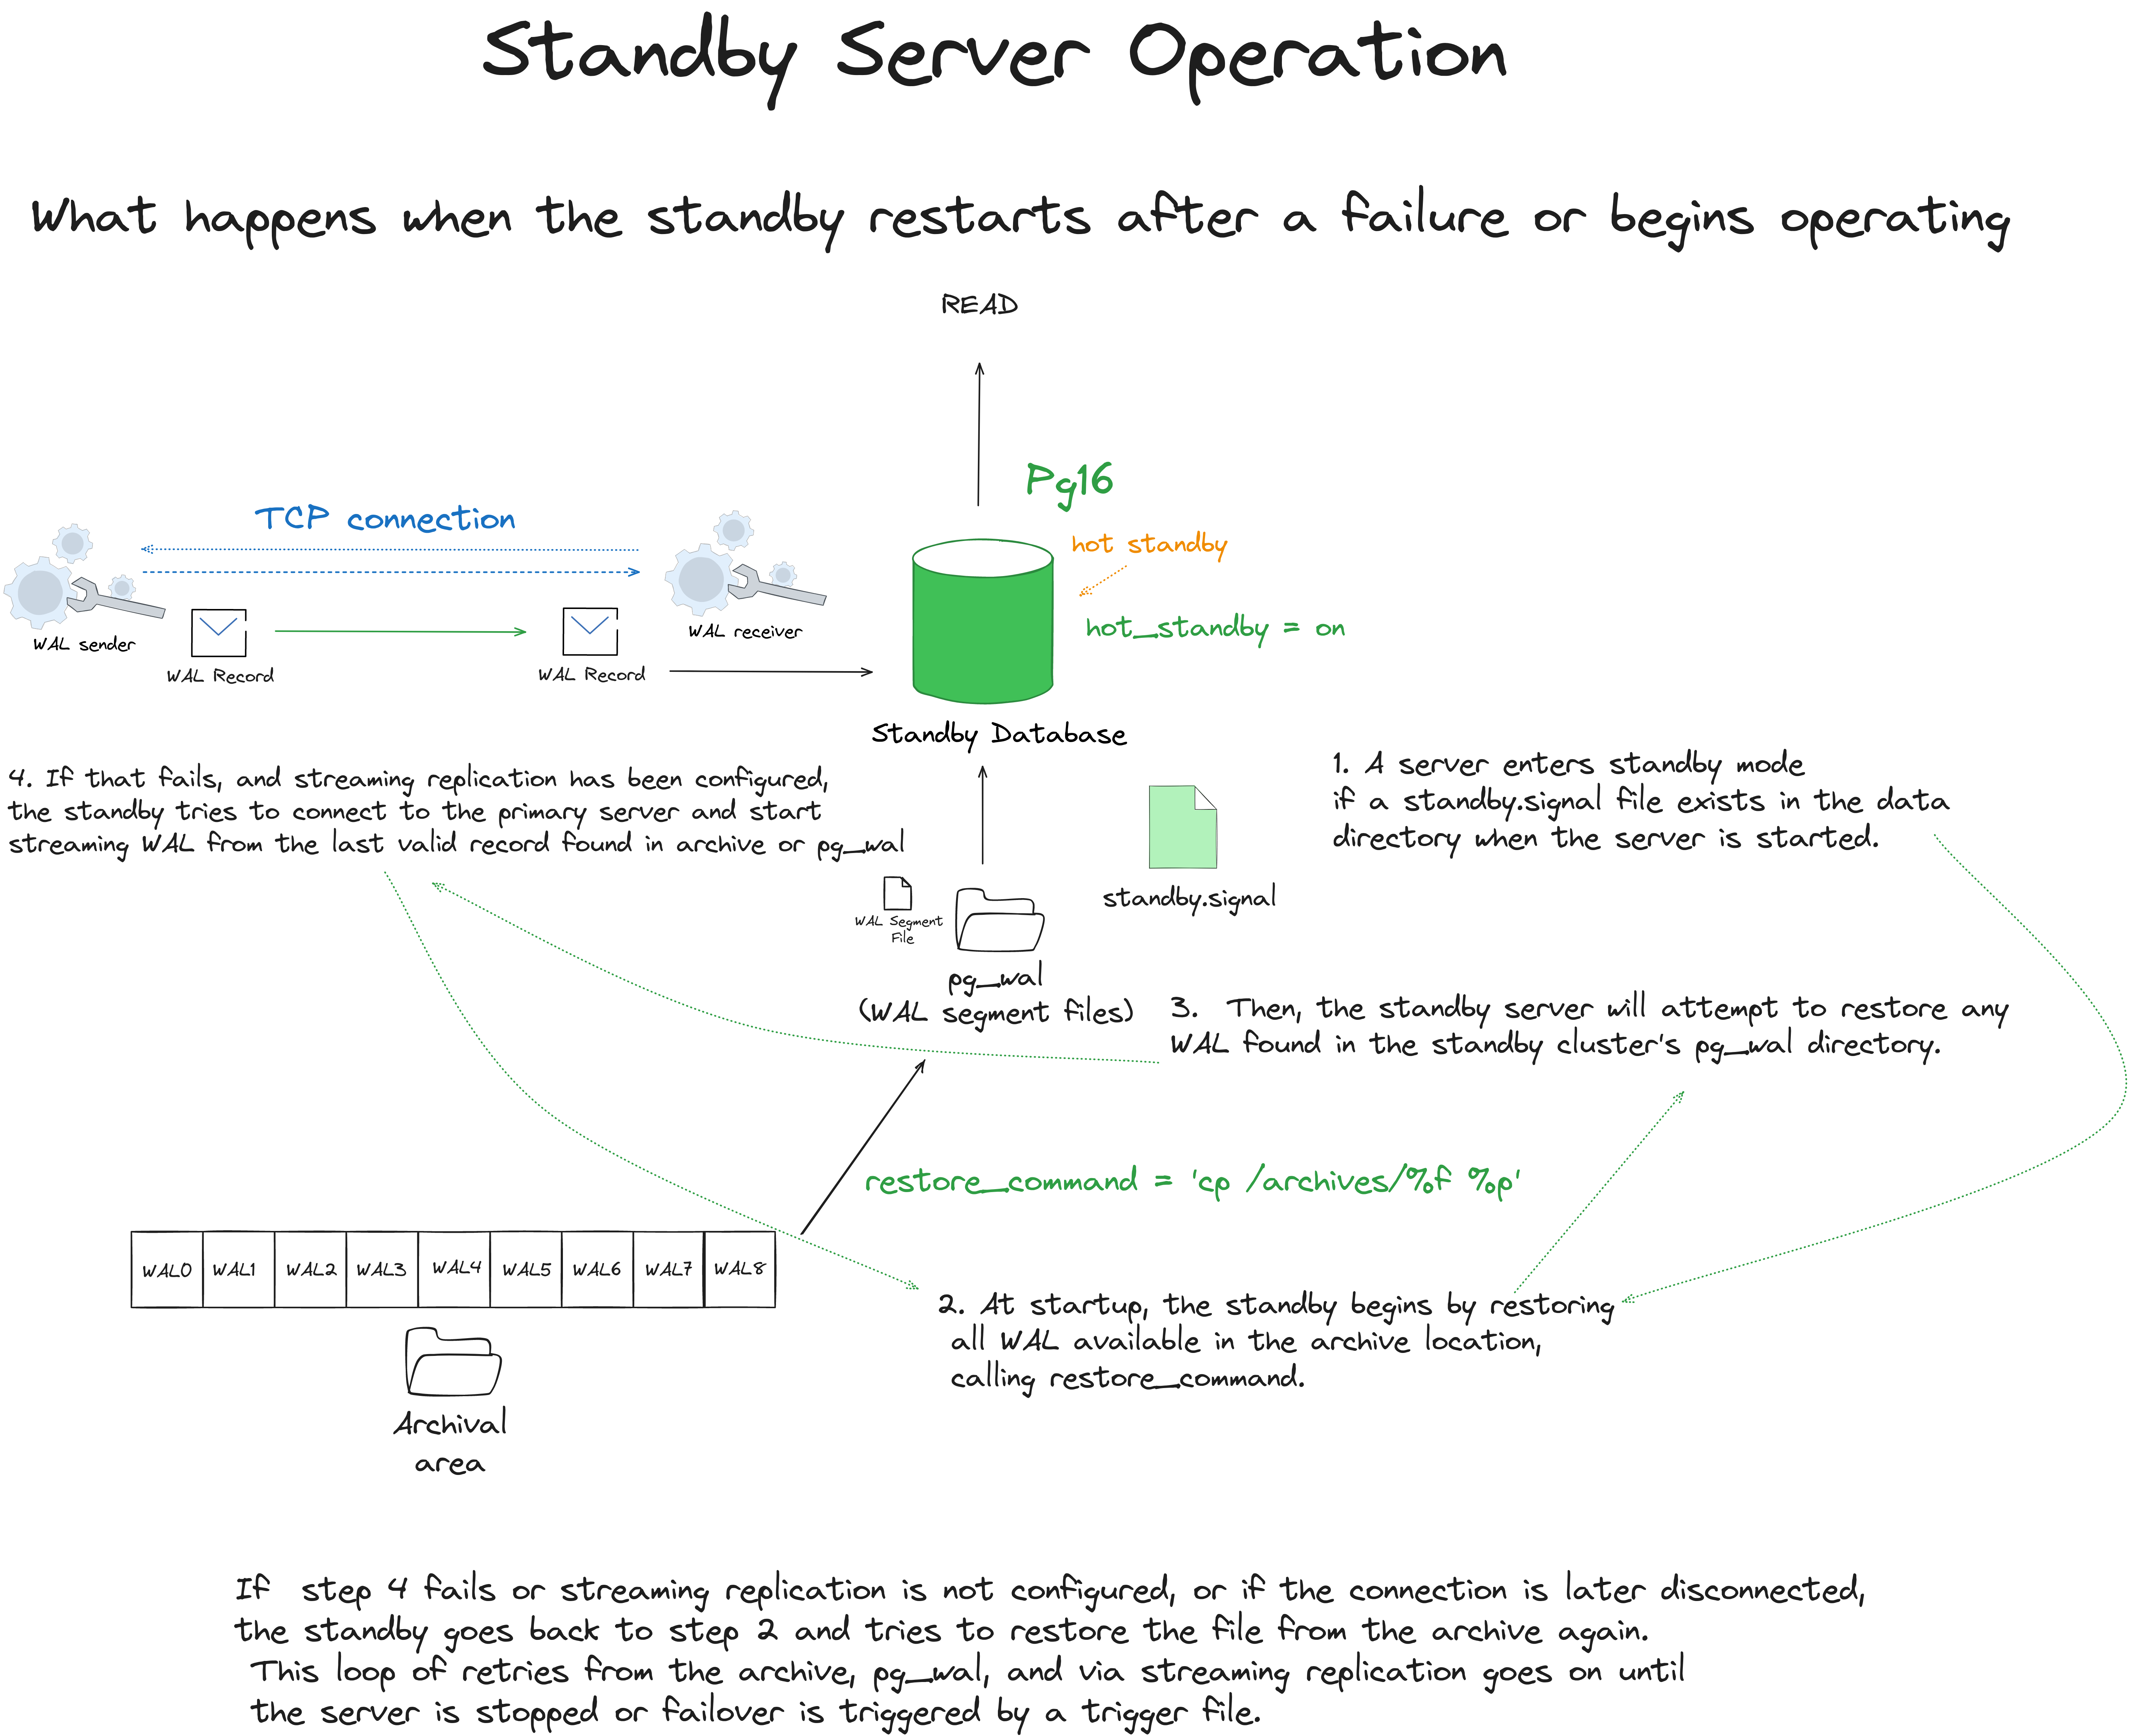 Standby Server Operation
What happens when the standby restarts after a failure or begins operating
READ
Pg16
TCP connection
hot standby
hot_standby = on
WAL sender
WAL receiver
WAL Record
WAL Record
Standby Database
1. A server enters standby mode
if a standby.signal file exists in the data
directory when the server is started.
4. If that fails, and streaming replication has been configured,
the standby tries to connect to the primary server and start
streaming WAL from the last valid record found in archive or pg_wal
standby.signal
WAL Segment
File
pg_wal
(WAL segment files)
3. Then, the standby server will attempt to restore any
WAL found in the standby cluster's pg_wal directory.
restore_command = 'cp /archives/%f %p'
WAL0 WAL1 WAL2 WAL3 WAL4 WAL5 WAL6 WAL7 WAL8
2. At startup, the standby begins by restoring
all WAL available in the archive location,
calling restore_command.
Archival
area
If step 4 fails or streaming replication is not configured, or if the connection is later disconnected,
the standby goes back to step 2 and tries to restore the file from the archive again.
This loop of retries from the archive, pg_wal, and via streaming replication goes on until
the server is stopped or failover is triggered by a trigger file.